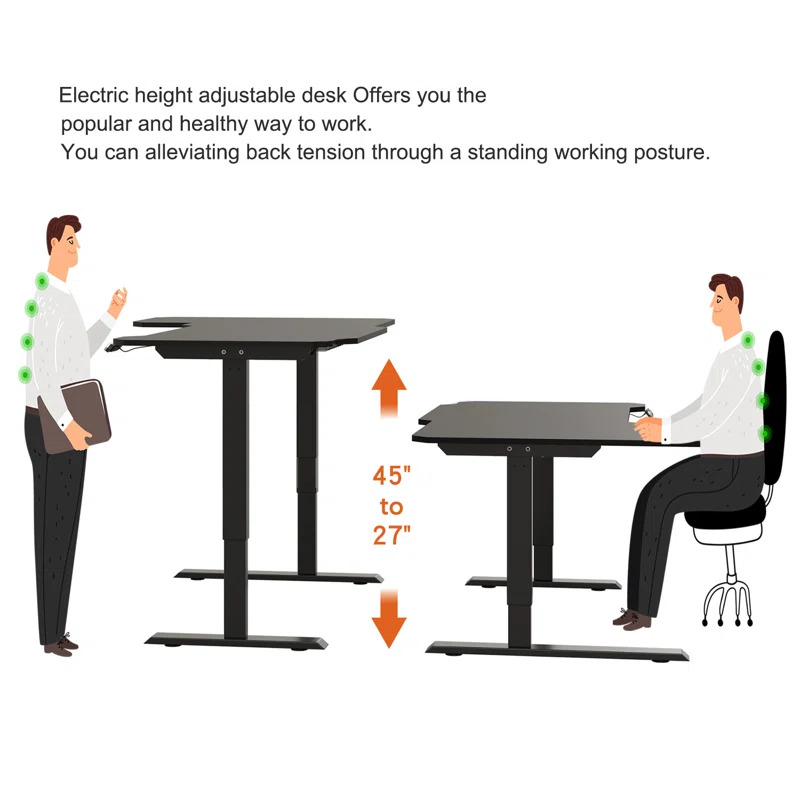 Electric height adjustable desk Offers you the
popular and healthy way to work.
You can alleviating back tension through a standing working posture.
45"
to
27"